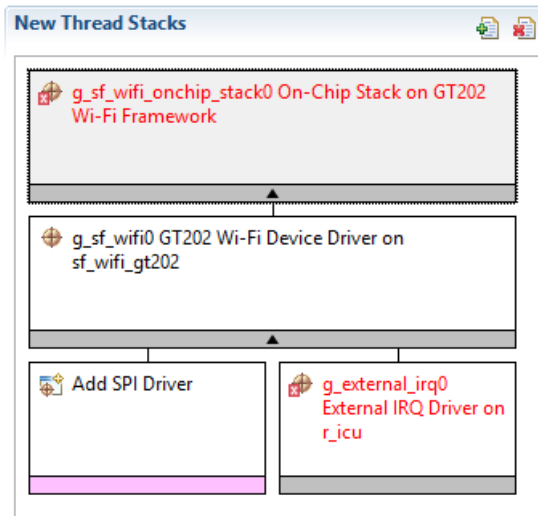 New Thread Stacks
g_sf_wifi_onchip_stack0 On-Chip Stack on GT202
Wi-Fi Framework
g_sf_wifi0 GT202 Wi-Fi Device Driver on
sf_wifi_gt202
Add SPI Driver
g_external_irq0
External IRQ Driver on
r_icu